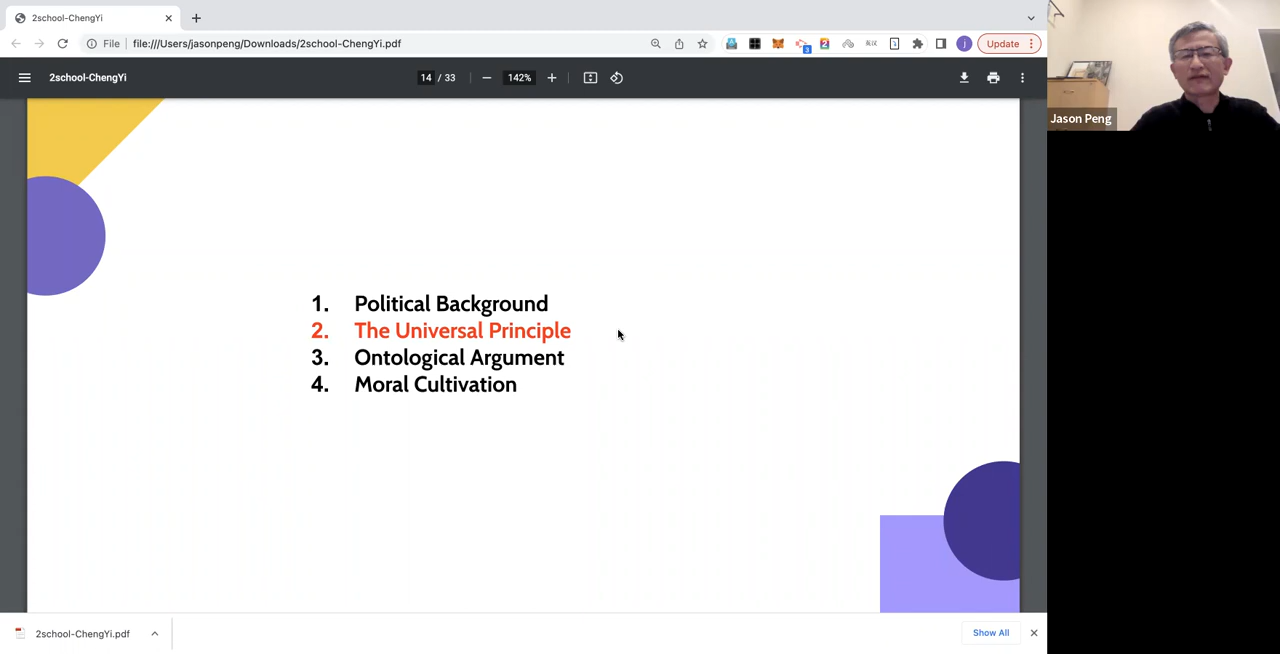 2school-ChengYi
File
file:///Users/jasonpeng/Downloads/2school-ChengYi.pdf
Update
2school-ChengYi
14 / 33
142%
Jason Peng
1. Political Background
2. The Universal Principle
3. Ontological Argument
4. Moral Cultivation
2school-ChengYi.pdf
Show All